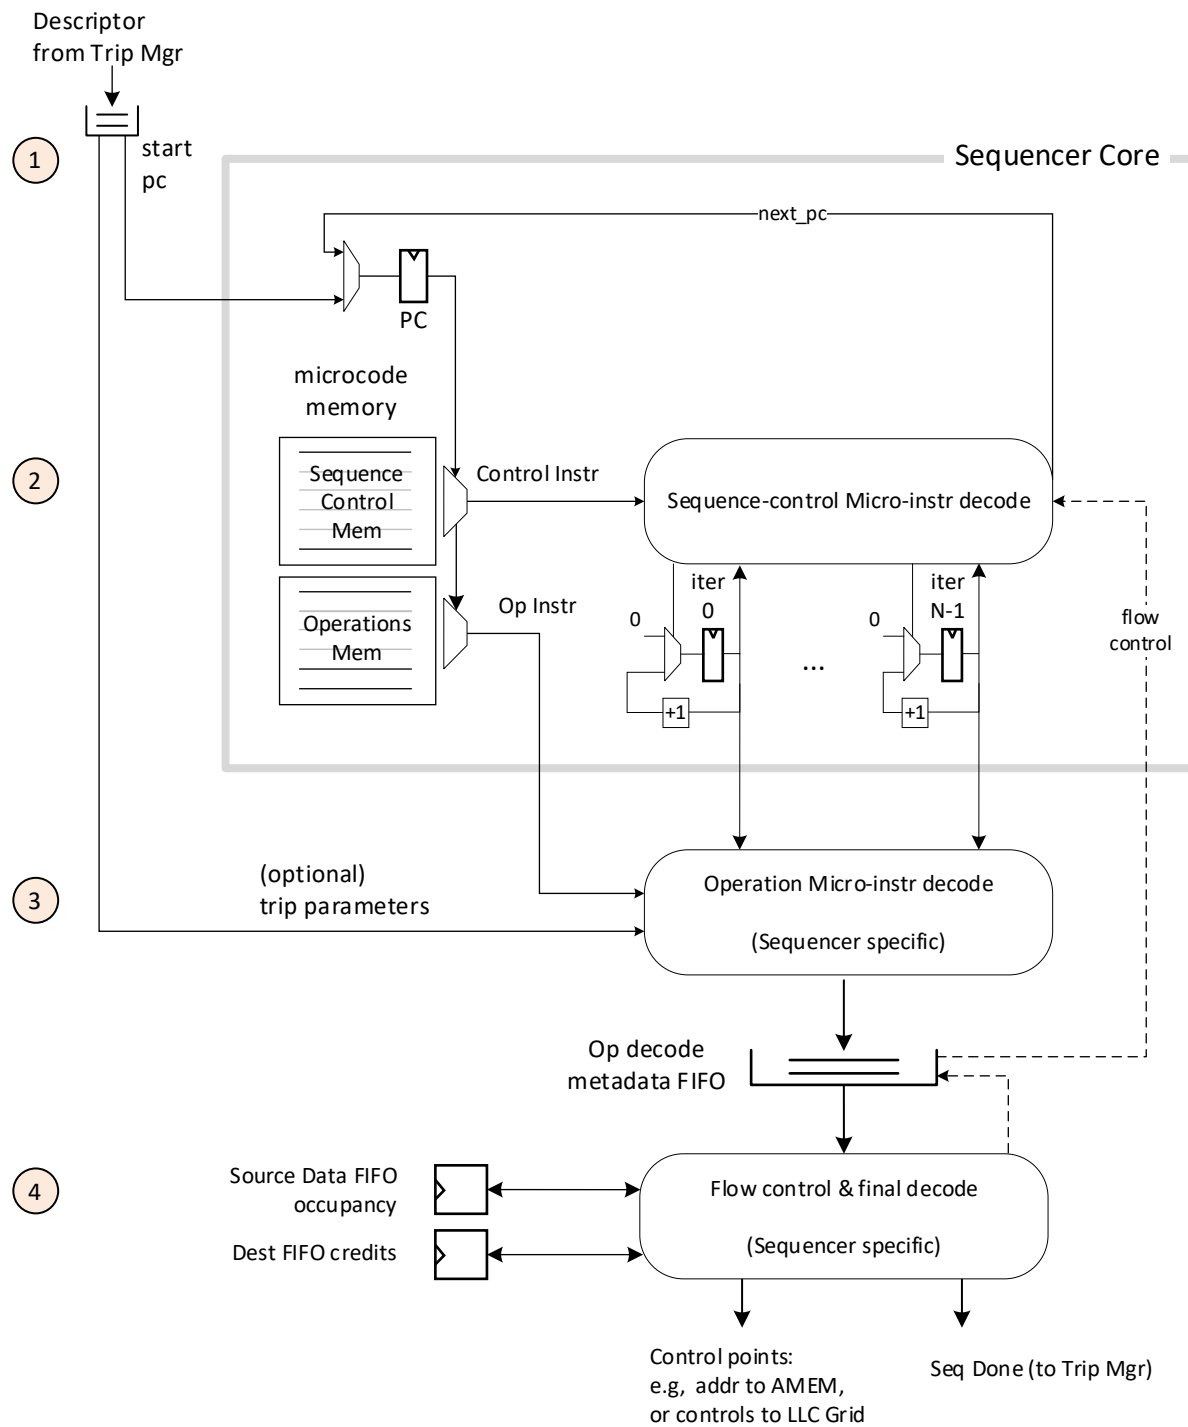 Descriptor
from Trip Mgr
1
start
pc
Sequencer Core
next_pc
PC
microcode
memory
2
Sequence
Control
Mem
Control Instr
Sequence-control Micro-instr decode
Operations
Mem
Op Instr
0
iter
0
+1
...
0
iter
N-1
+1
flow
control
3
(optional)
trip parameters
Operation Micro-instr decode
(Sequencer specific)
Op decode
metadata FIFO
4
Source Data FIFO
occupancy
Dest FIFO credits
Flow control & final decode
(Sequencer specific)
Control points:
e.g,  addr to AMEM,
or controls to LLC Grid
Seq Done (to Trip Mgr)